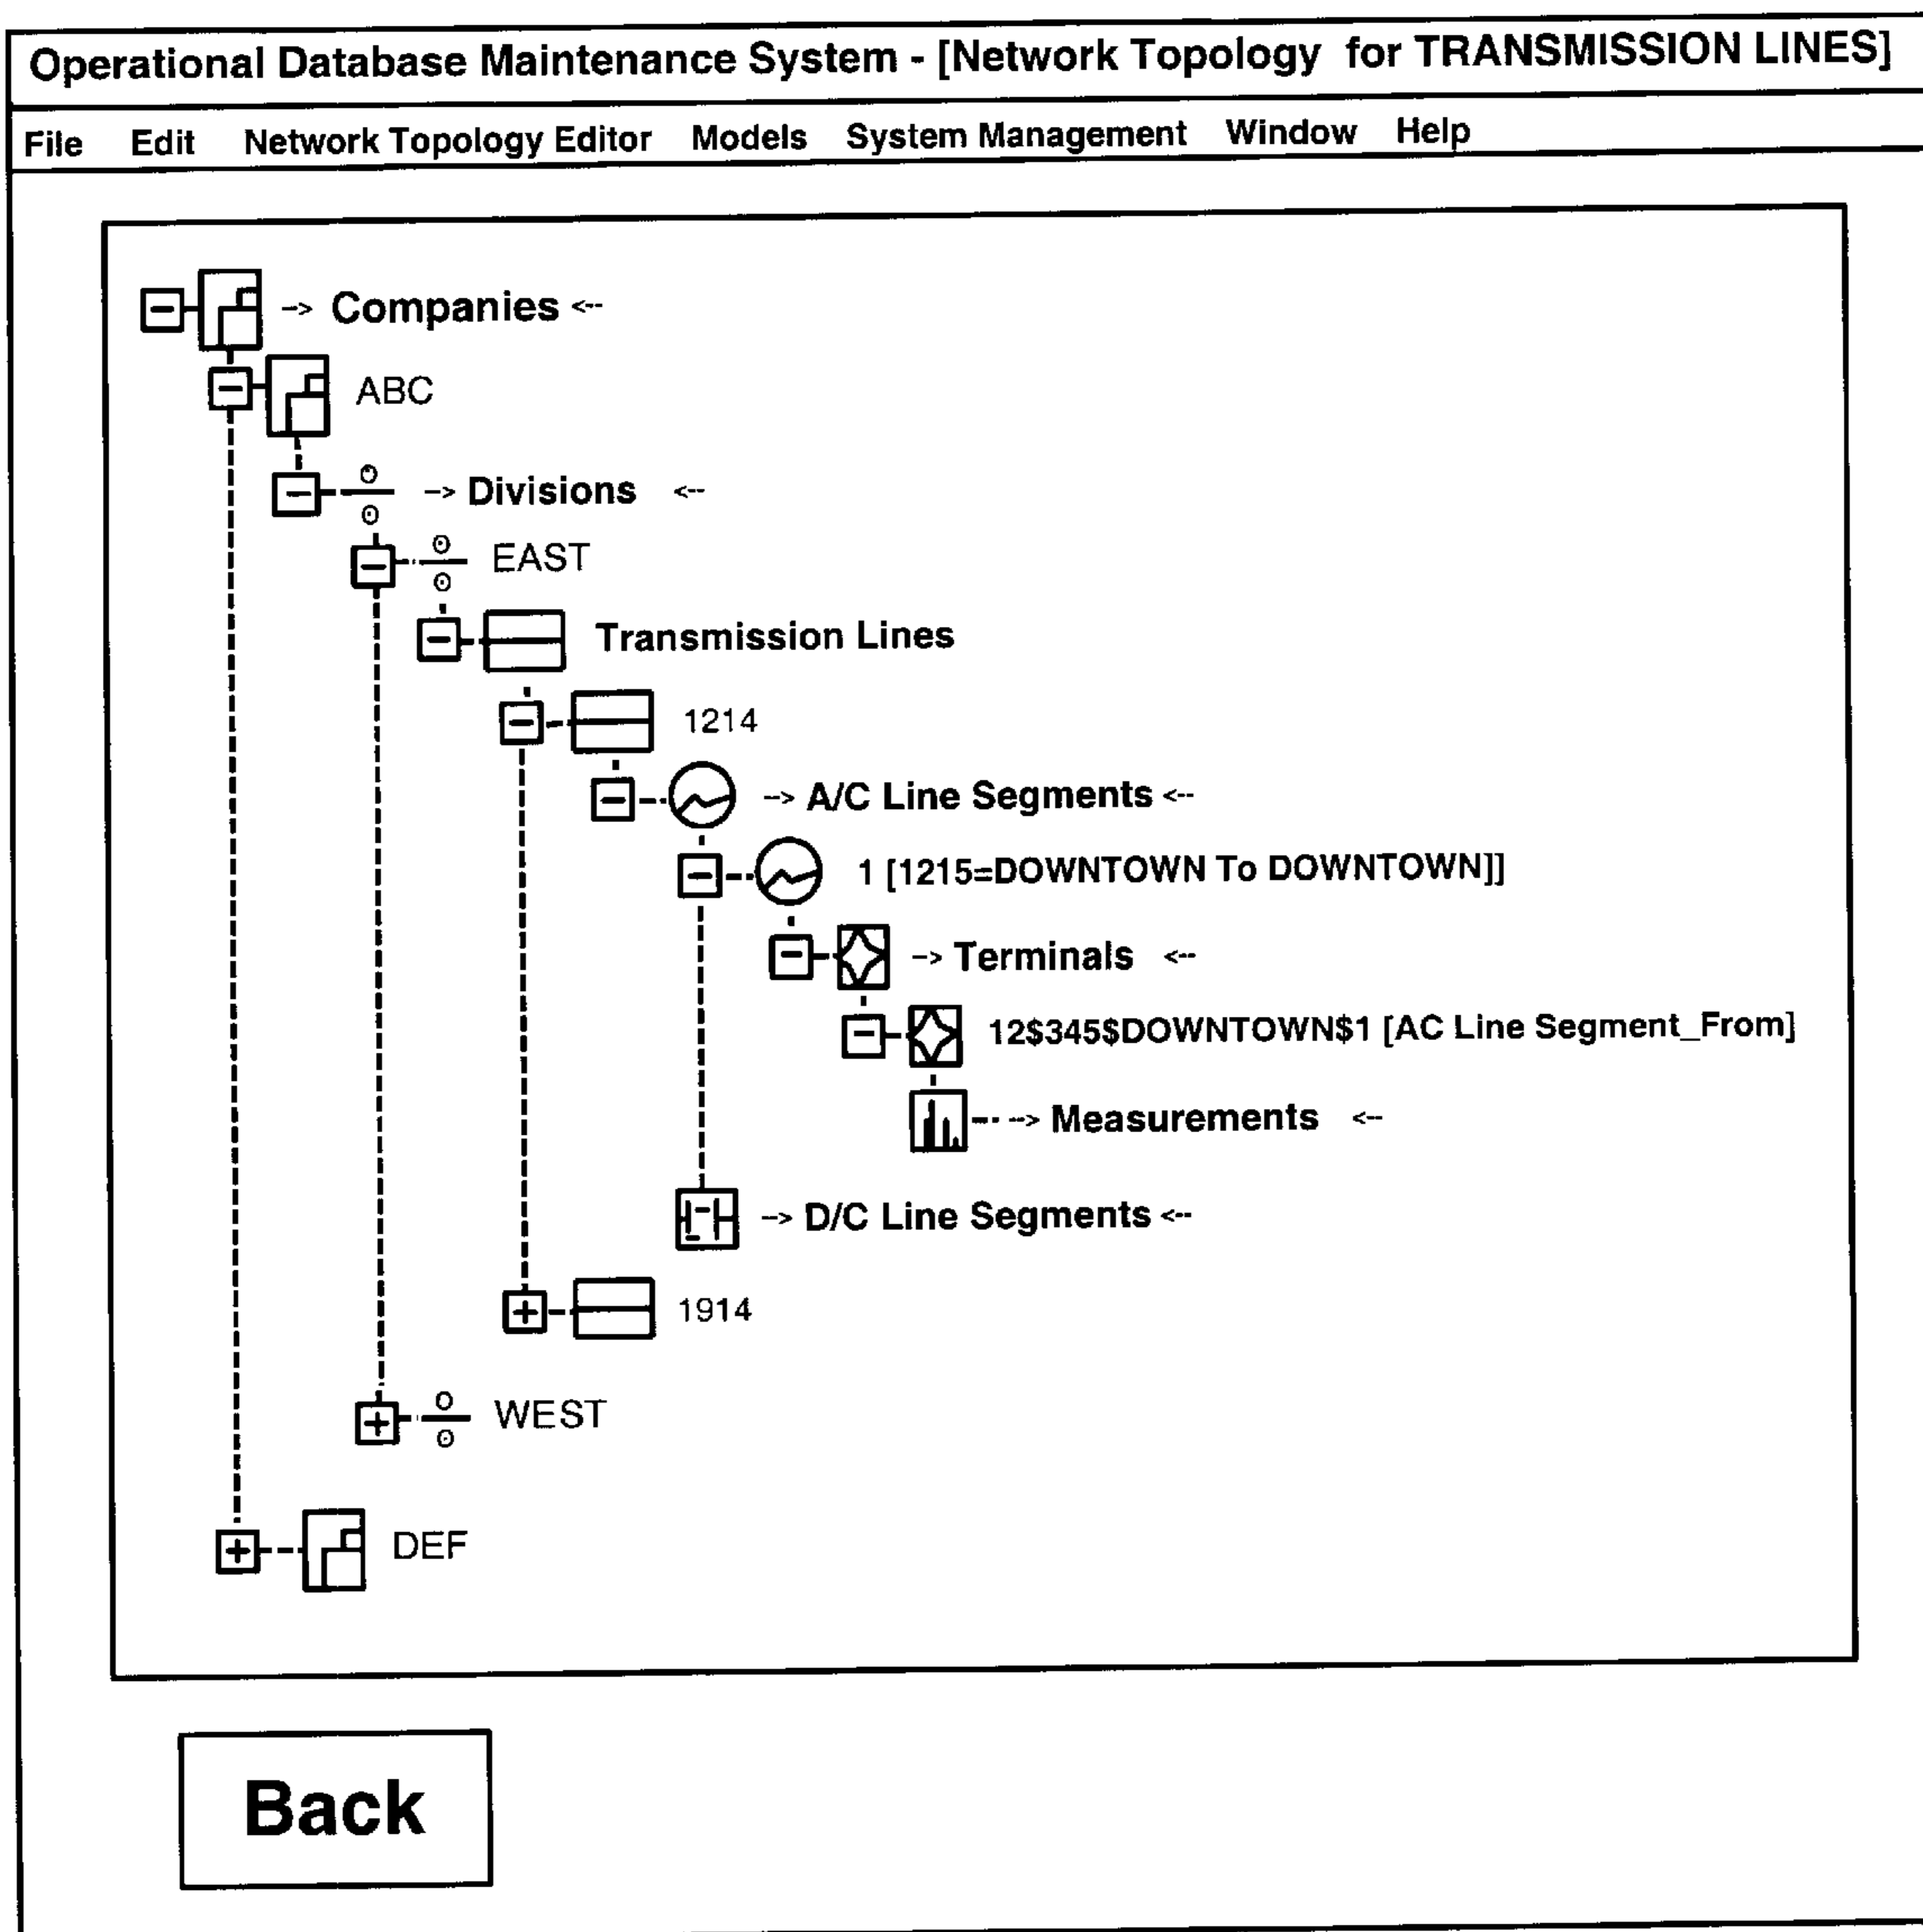 Operational Database Maintenance System - [Network Topology for TRANSMISSION LINES]
File Edit Network Topology Editor Models System Management Window Help
--> Companies <--
ABC
--> Divisions <--
EAST
Transmission Lines
1214
--> A/C Line Segments <--
1 [1215=DOWNTOWN To DOWNTOWN]]
--> Terminals <--
12$345$DOWNTOWN$1 [AC Line Segment_From]
--> Measurements <--
--> D/C Line Segments <--
1914
WEST
DEF
Back